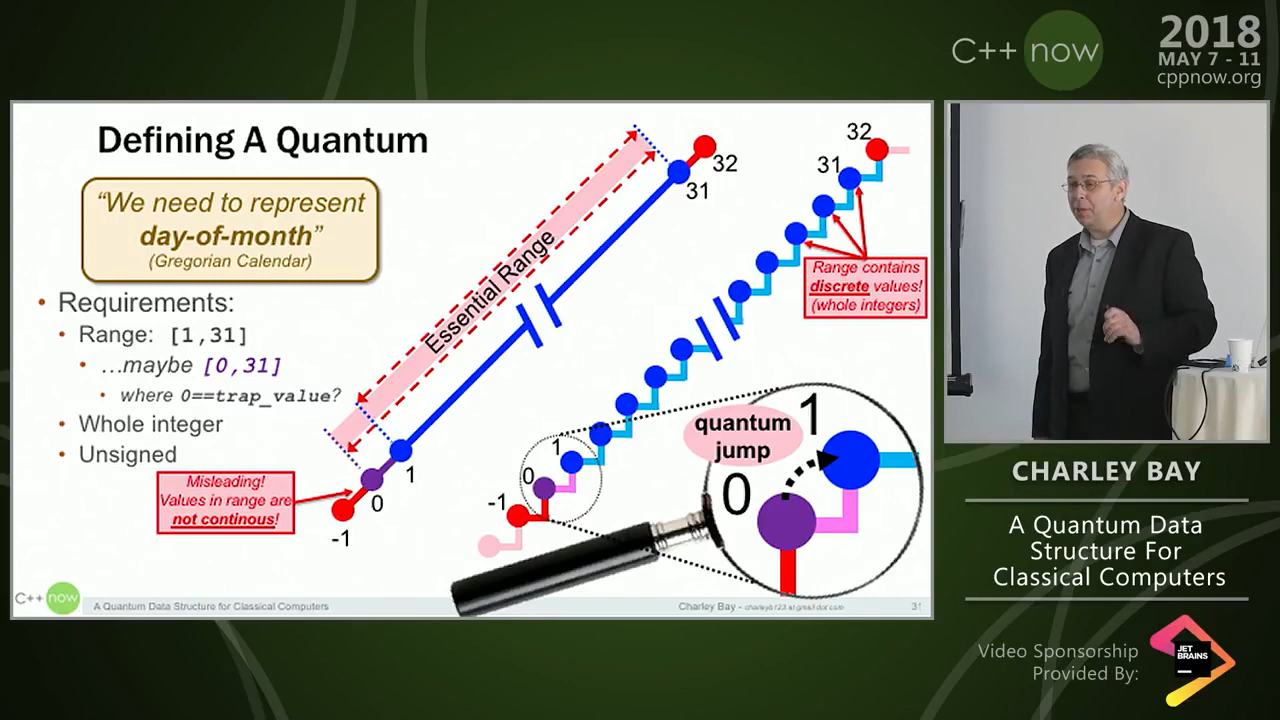 C++ now
2018
MAY 7 - 11
cppnow.org
Defining A Quantum
“We need to represent
day-of-month”
(Gregorian Calendar)
• Requirements:
• Range: [1,31]
• …maybe [0,31]
• where 0==trap_value?
• Whole integer
• Unsigned
Misleading!
Values in range are
not continous!
-1
0
1
Essential Range
31
32
-1
0
1
31
32
Range contains
discrete values!
(whole integers)
quantum
jump
0
1
C++ now
A Quantum Data Structure for Classical Computers
Charley Bay - charleyb123 at gmail dot com
31
CHARLEY BAY
A Quantum Data
Structure For
Classical Computers
Video Sponsorship
Provided By:
JET
BRAINS